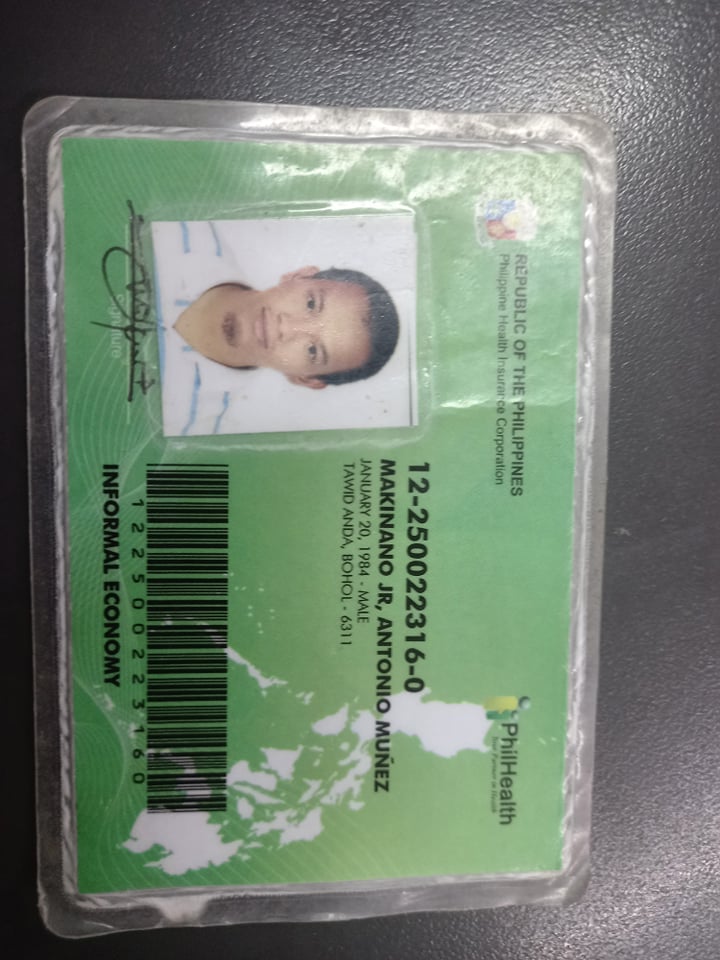 REPUBLIC OF THE PHILIPPINES
Philippine Health Insurance Corporation
PhilHealth
Your Partner in Health
12-250022316-0
MAKINANO JR, ANTONIO MUÑEZ
JANUARY 20, 1984 - MALE
TAWID ANDA, BOHOL - 6311
signature
122500223160
INFORMAL ECONOMY